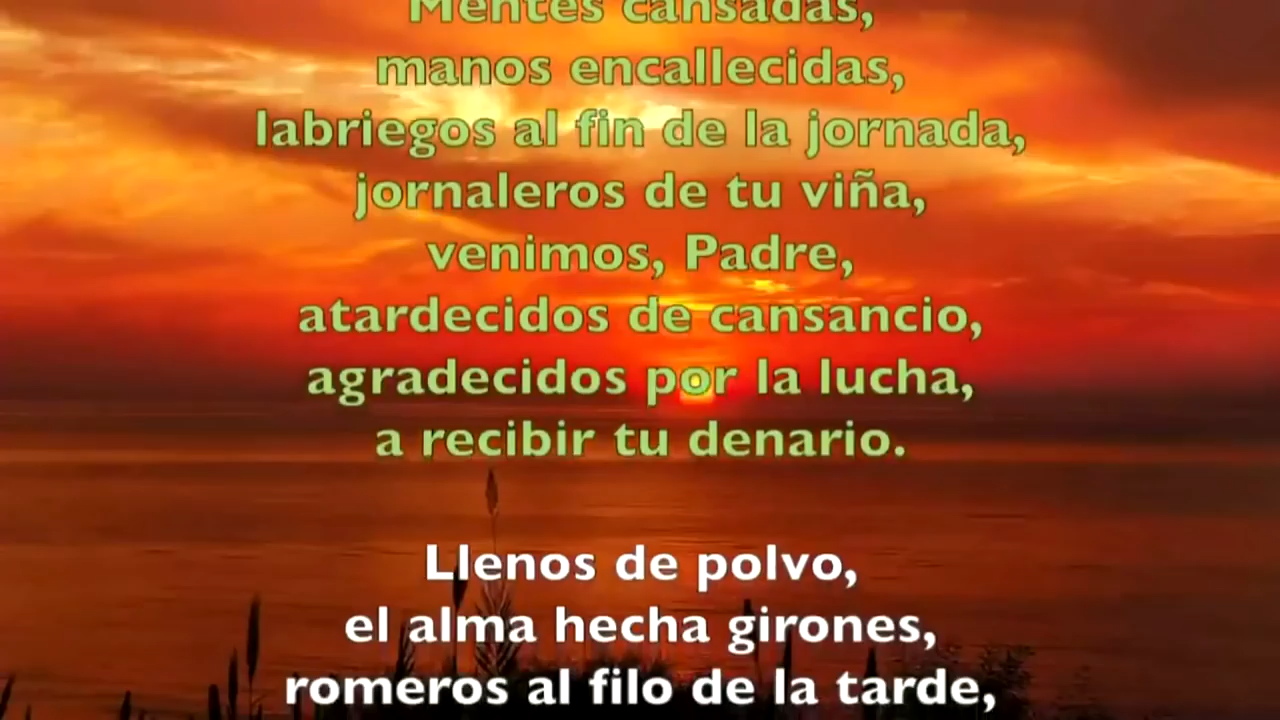 Mentes cansadas,
manos encallecidas,
labriegos al fin de la jornada,
jornaleros de tu viña,
venimos, Padre,
atardecidos de cansancio,
agradecidos por la lucha,
a recibir tu denario.
Llenos de polvo,
el alma hecha girones,
romeros al filo de la tarde,